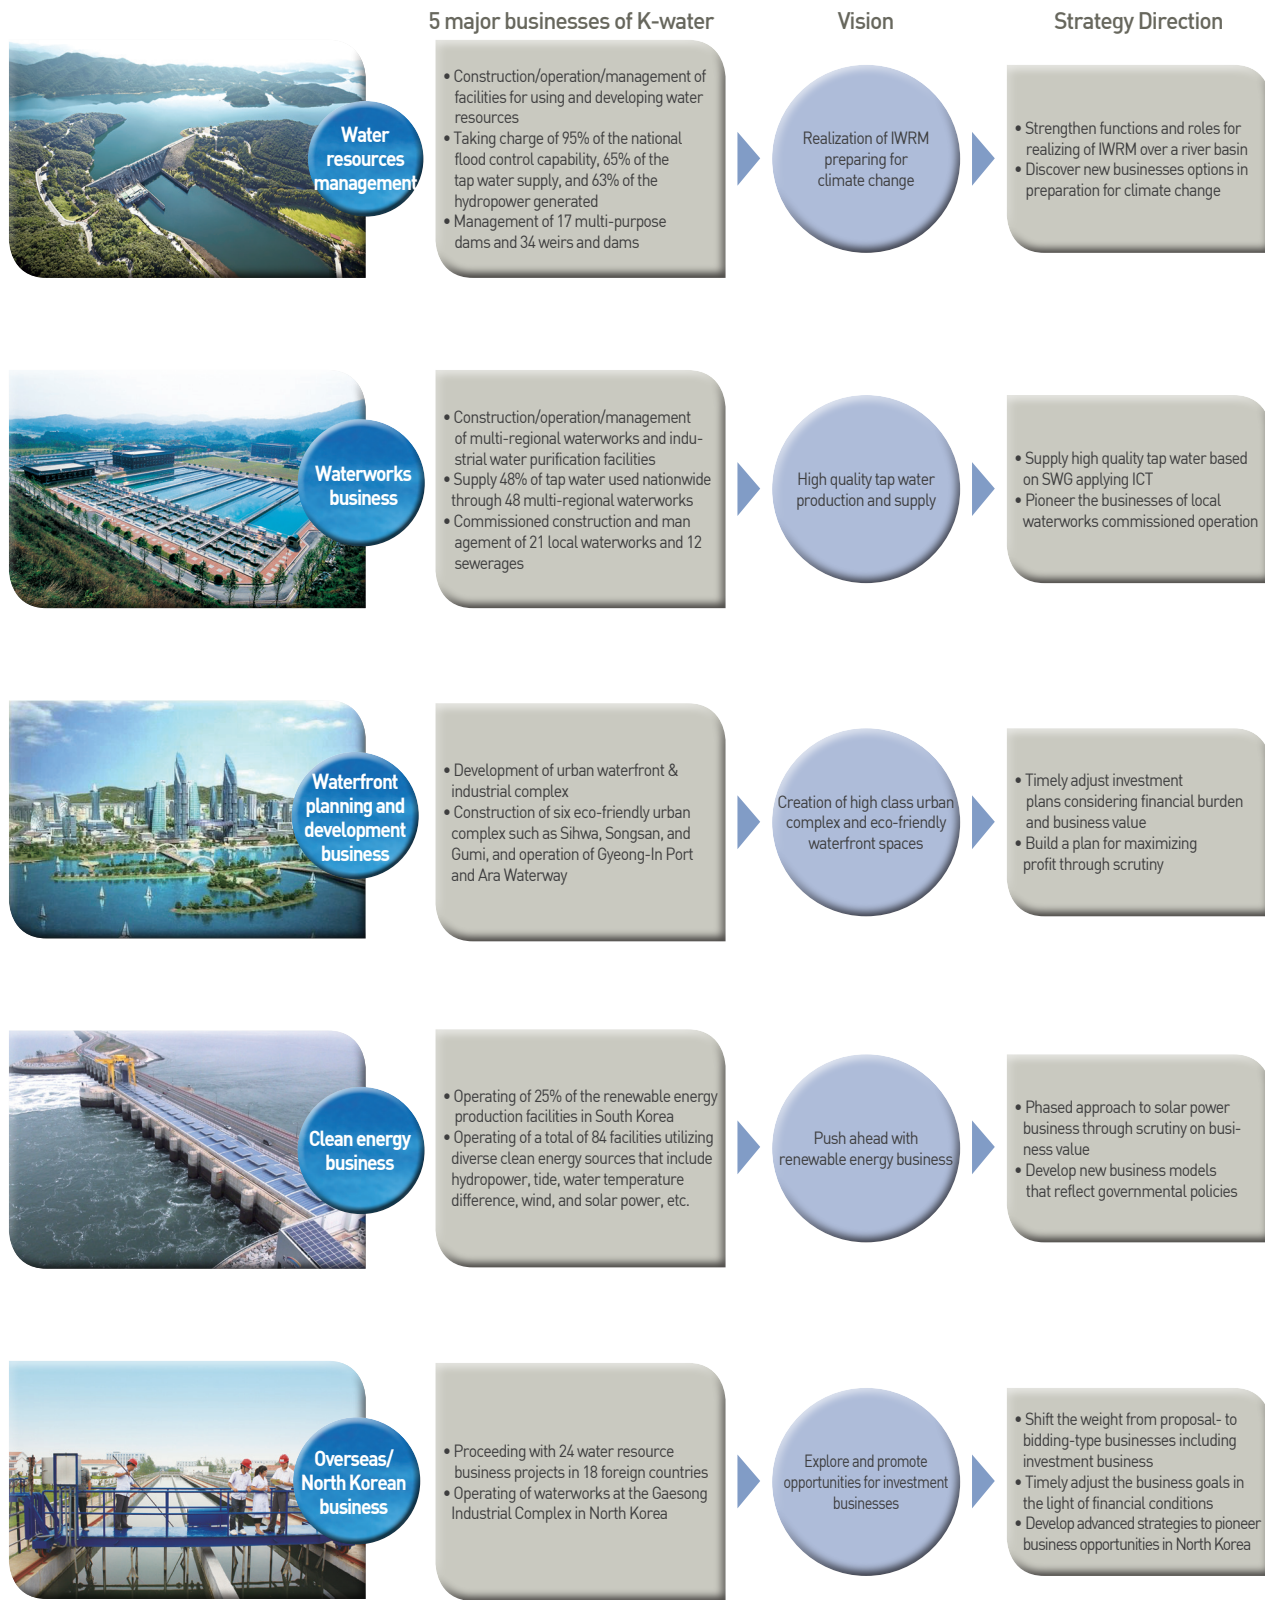 5 major businesses of K-water
Vision
Strategy Direction
Water
resources
management
• Construction/operation/management of
facilities for using and developing water
resources
• Taking charge of 95% of the national
flood control capability, 65% of the
tap water supply, and 63% of the
hydropower generated
• Management of 17 multi-purpose
dams and 34 weirs and dams
Realization of IWRM
preparing for
climate change
• Strengthen functions and roles for
realizing of IWRM over a river basin
• Discover new businesses options in
preparation for climate change
Waterworks
business
• Construction/operation/management
of multi-regional waterworks and indu-
strial water purification facilities
• Supply 48% of tap water used nationwide
through 48 multi-regional waterworks
• Commissioned construction and man
agement of 21 local waterworks and 12
sewerages
High quality tap water
production and supply
• Supply high quality tap water based
on SWG applying ICT
• Pioneer the businesses of local
waterworks commissioned operation
Waterfront
planning and
development
business
• Development of urban waterfront &
industrial complex
• Construction of six eco-friendly urban
complex such as Sihwa, Songsan, and
Gumi, and operation of Gyeong-In Port
and Ara Waterway
Creation of high class urban
complex and eco-friendly
waterfront spaces
• Timely adjust investment
plans considering financial burden
and business value
• Build a plan for maximizing
profit through scrutiny
Clean energy
business
• Operating of 25% of the renewable energy
production facilities in South Korea
• Operating of a total of 84 facilities utilizing
diverse clean energy sources that include
hydropower, tide, water temperature
difference, wind, and solar power, etc.
Push ahead with
renewable energy business
• Phased approach to solar power
business through scrutiny on busi-
ness value
• Develop new business models
that reflect governmental policies
Overseas/
North Korean
business
• Proceeding with 24 water resource
business projects in 18 foreign countries
• Operating of waterworks at the Gaesong
Industrial Complex in North Korea
Explore and promote
opportunities for investment
businesses
• Shift the weight from proposal- to
bidding-type businesses including
investment business
• Timely adjust the business goals in
the light of financial conditions
• Develop advanced strategies to pioneer
business opportunities in North Korea